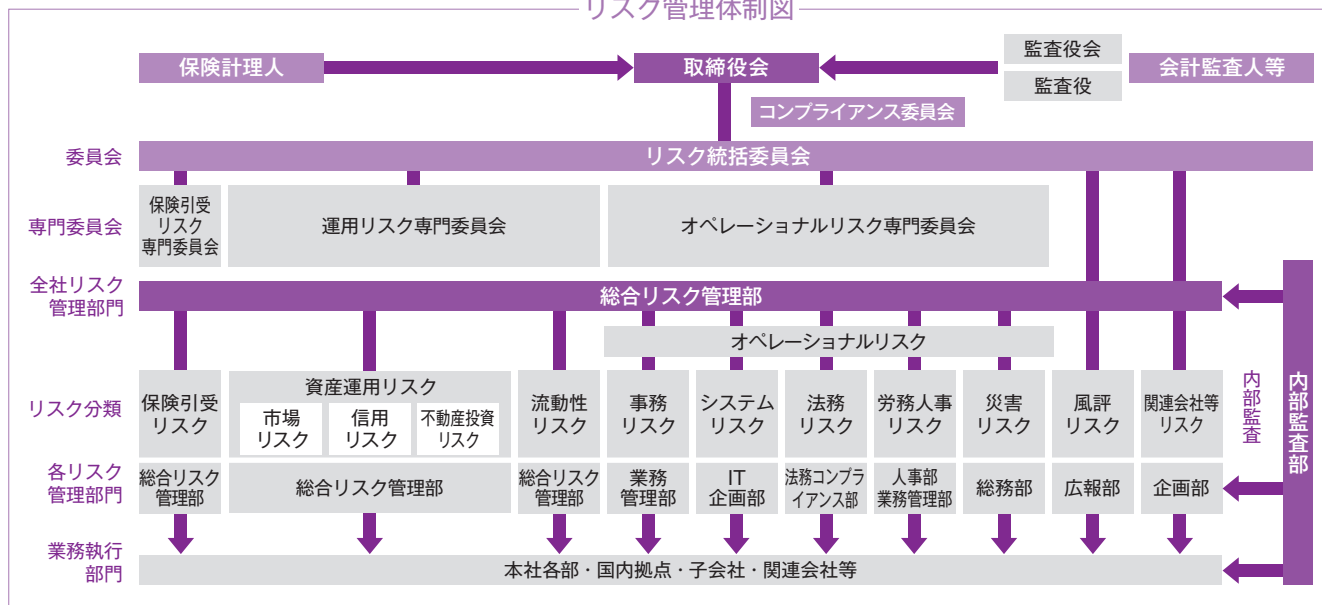 リスク管理体制図
保険計理人
取締役会
監査役会
監査役
会計監査人等
コンプライアンス委員会
委員会
リスク統括委員会
専門委員会
保険引受
リスク
専門委員会
運用リスク専門委員会
オペレーショナルリスク専門委員会
全社リスク
管理部門
総合リスク管理部
オペレーショナルリスク
リスク分類
保険引受
リスク
資産運用リスク
市場
リスク
信用
リスク
不動産投資
リスク
流動性
リスク
事務
リスク
システム
リスク
法務
リスク
労務人事
リスク
災害
リスク
風評
リスク
関連会社等
リスク
内部監査
内部監査部
各リスク
管理部門
総合リスク
管理部
総合リスク管理部
総合リスク
管理部
業務
管理部
IT
企画部
法務コンプラ
イアンス部
人事部
業務管理部
総務部
広報部
企画部
業務執行
部門
本社各部・国内拠点・子会社・関連会社等